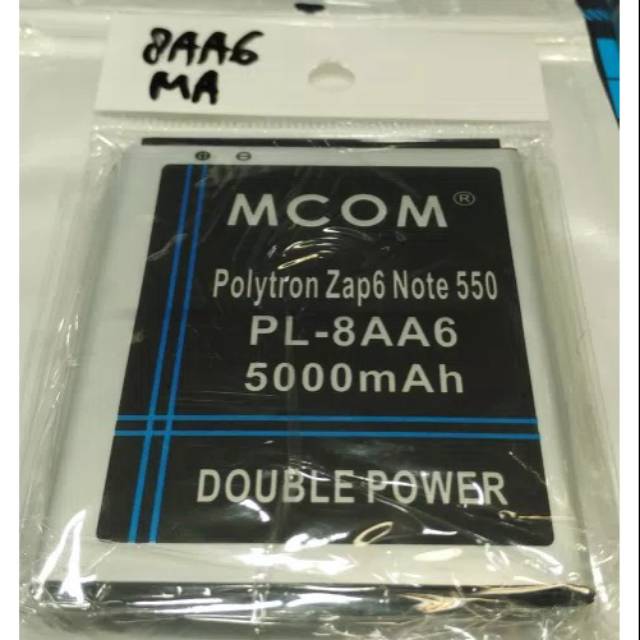 8AA6
MA
MCOM®
Polytron Zap6 Note 550
PL-8AA6
5000mAh
DOUBLE POWER